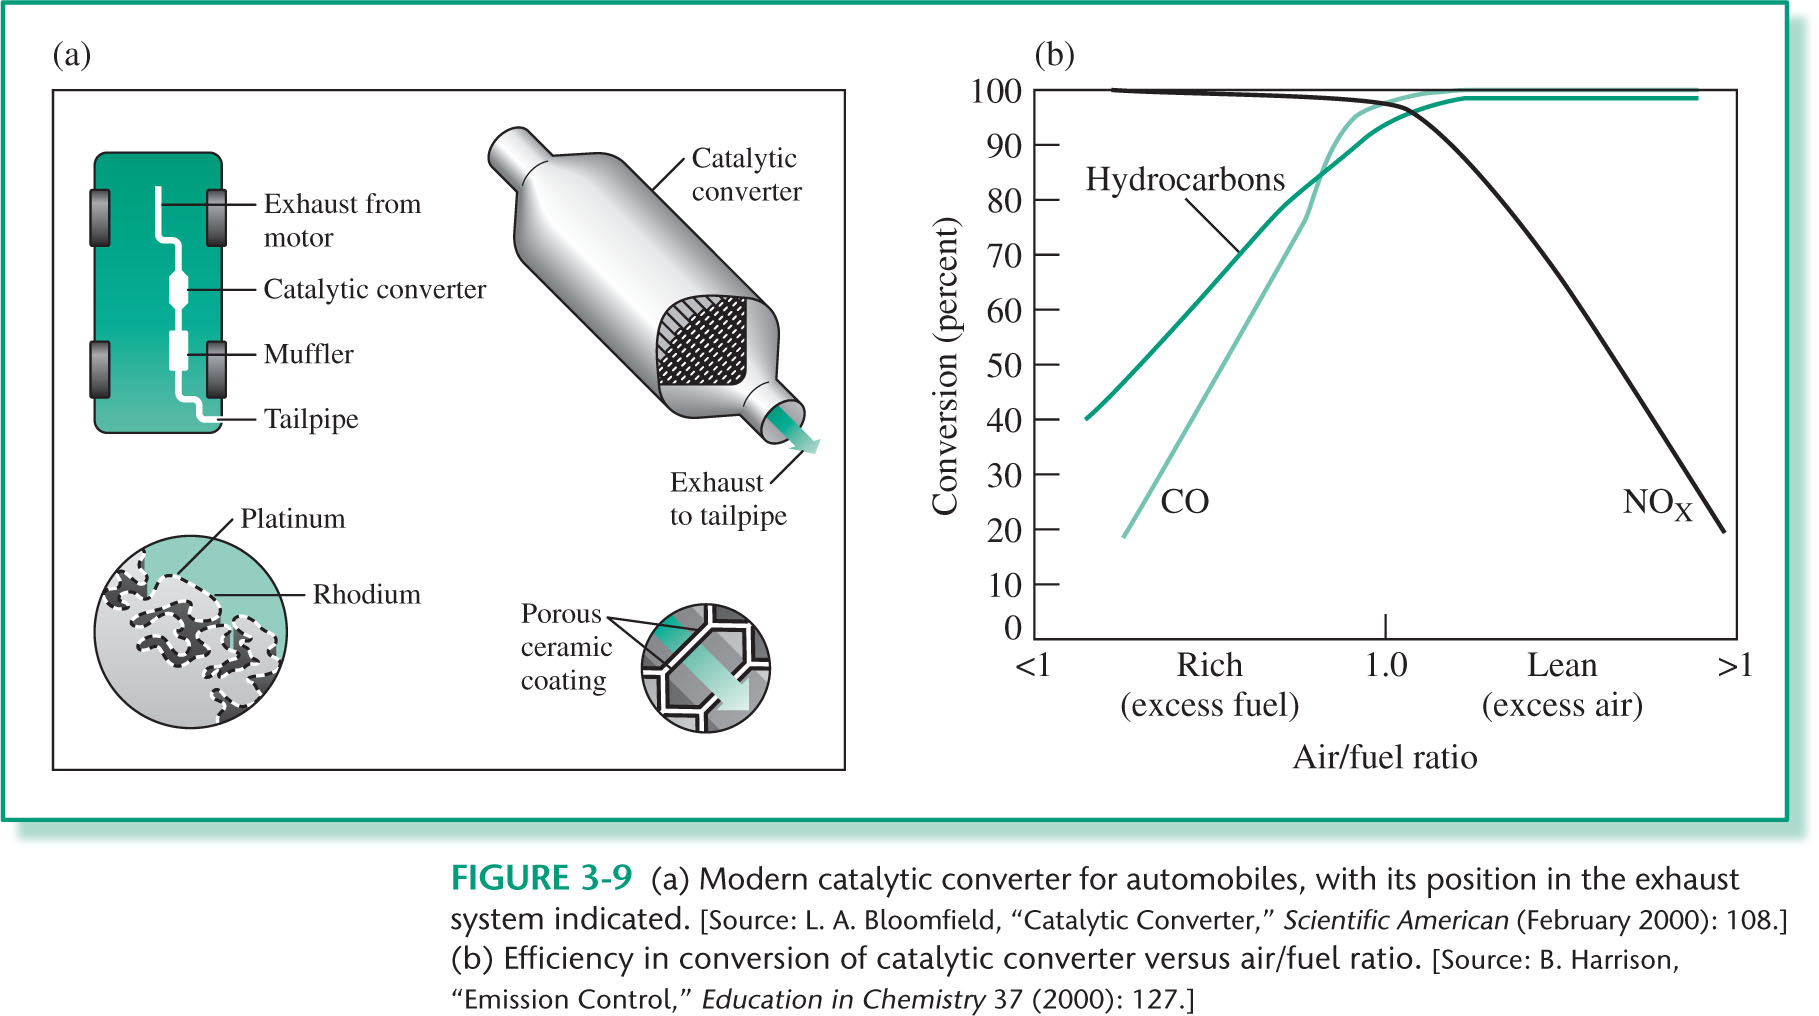 (a)
Exhaust from
motor
Catalytic converter
Muffler
Tailpipe
Catalytic
converter
Exhaust
to tailpipe
Platinum
Rhodium
Porous
ceramic
coating
(b)
Conversion (percent)
100
90
80
70
60
50
40
30
20
10
0
Hydrocarbons
CO
NOX
<1
Rich
(excess fuel)
1.0
Lean
(excess air)
>1
Air/fuel ratio
FIGURE 3-9 (a) Modern catalytic converter for automobiles, with its position in the exhaust
system indicated. [Source: L. A. Bloomfield, “Catalytic Converter,” Scientific American (February 2000): 108.]
(b) Efficiency in conversion of catalytic converter versus air/fuel ratio. [Source: B. Harrison,
“Emission Control,” Education in Chemistry 37 (2000): 127.]